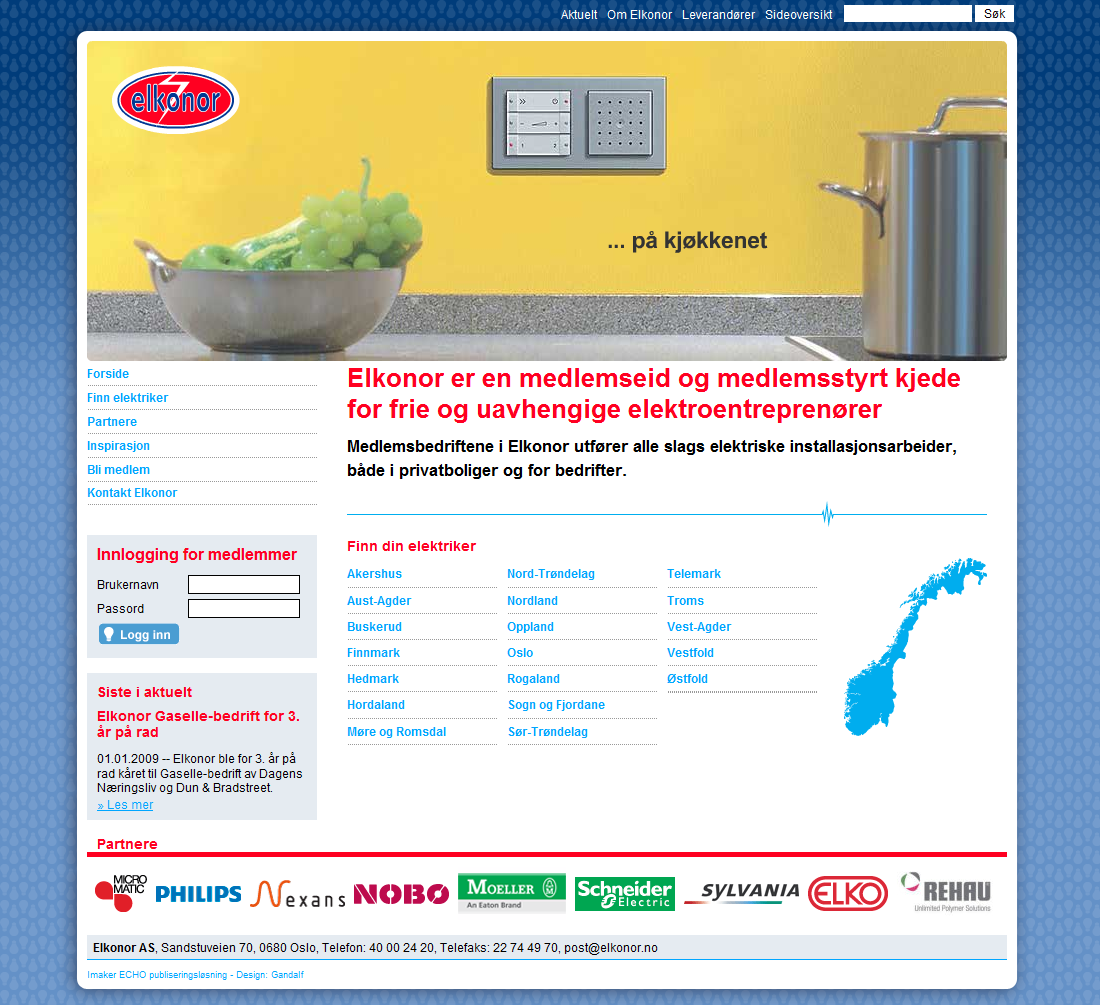 Aktuelt Om Elkonor Leverandører Sideoversikt Søk
elkonor
... på kjøkkenet
Forside
Finn elektriker
Partnere
Inspirasjon
Bli medlem
Kontakt Elkonor
Innlogging for medlemmer
Brukernavn
Passord
Logg inn
Siste i aktuelt
Elkonor Gaselle-bedrift for 3.
år på rad
01.01.2009 -- Elkonor ble for 3. år på
rad kåret til Gaselle-bedrift av Dagens
Næringsliv og Dun & Bradstreet.
» Les mer
Elkonor er en medlemseid og medlemsstyrt kjede
for frie og uavhengige elektroentreprenører
Medlemsbedriftene i Elkonor utfører alle slags elektriske installasjonsarbeider,
både i privatboliger og for bedrifter.
Finn din elektriker
Akershus
Aust-Agder
Buskerud
Finnmark
Hedmark
Hordaland
Møre og Romsdal
Nord-Trøndelag
Nordland
Oppland
Oslo
Rogaland
Sogn og Fjordane
Sør-Trøndelag
Telemark
Troms
Vest-Agder
Vestfold
Østfold
Partnere
MICRO
MATIC
PHILIPS
Nexans
NOBØ
MOELLER
An Eaton Brand
Schneider
Electric
SYLVANIA
ELKO
REHAU
Unlimited Polymer Solutions
Elkonor AS, Sandstuveien 70, 0680 Oslo, Telefon: 40 00 24 20, Telefaks: 22 74 49 70, post@elkonor.no
Imaker ECHO publiseringsløsning - Design: Gandalf